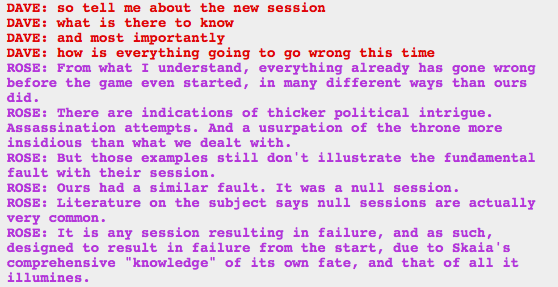 DAVE: so tell me about the new session
DAVE: what is there to know
DAVE: and most importantly
DAVE: how is everything going to go wrong this time
ROSE: From what I understand, everything already has gone wrong
before the game even started, in many different ways than ours
did.
ROSE: There are indications of thicker political intrigue.
Assassination attempts. And a usurpation of the throne more
insidious than what we dealt with.
ROSE: But those examples still don't illustrate the fundamental
fault with their session.
ROSE: Ours had a similar fault. It was a null session.
ROSE: Literature on the subject says null sessions are actually
very common.
ROSE: It is any session resulting in failure, and as such,
designed to result in failure from the start, due to Skaia's
comprehensive "knowledge" of its own fate, and that of all it
illumines.